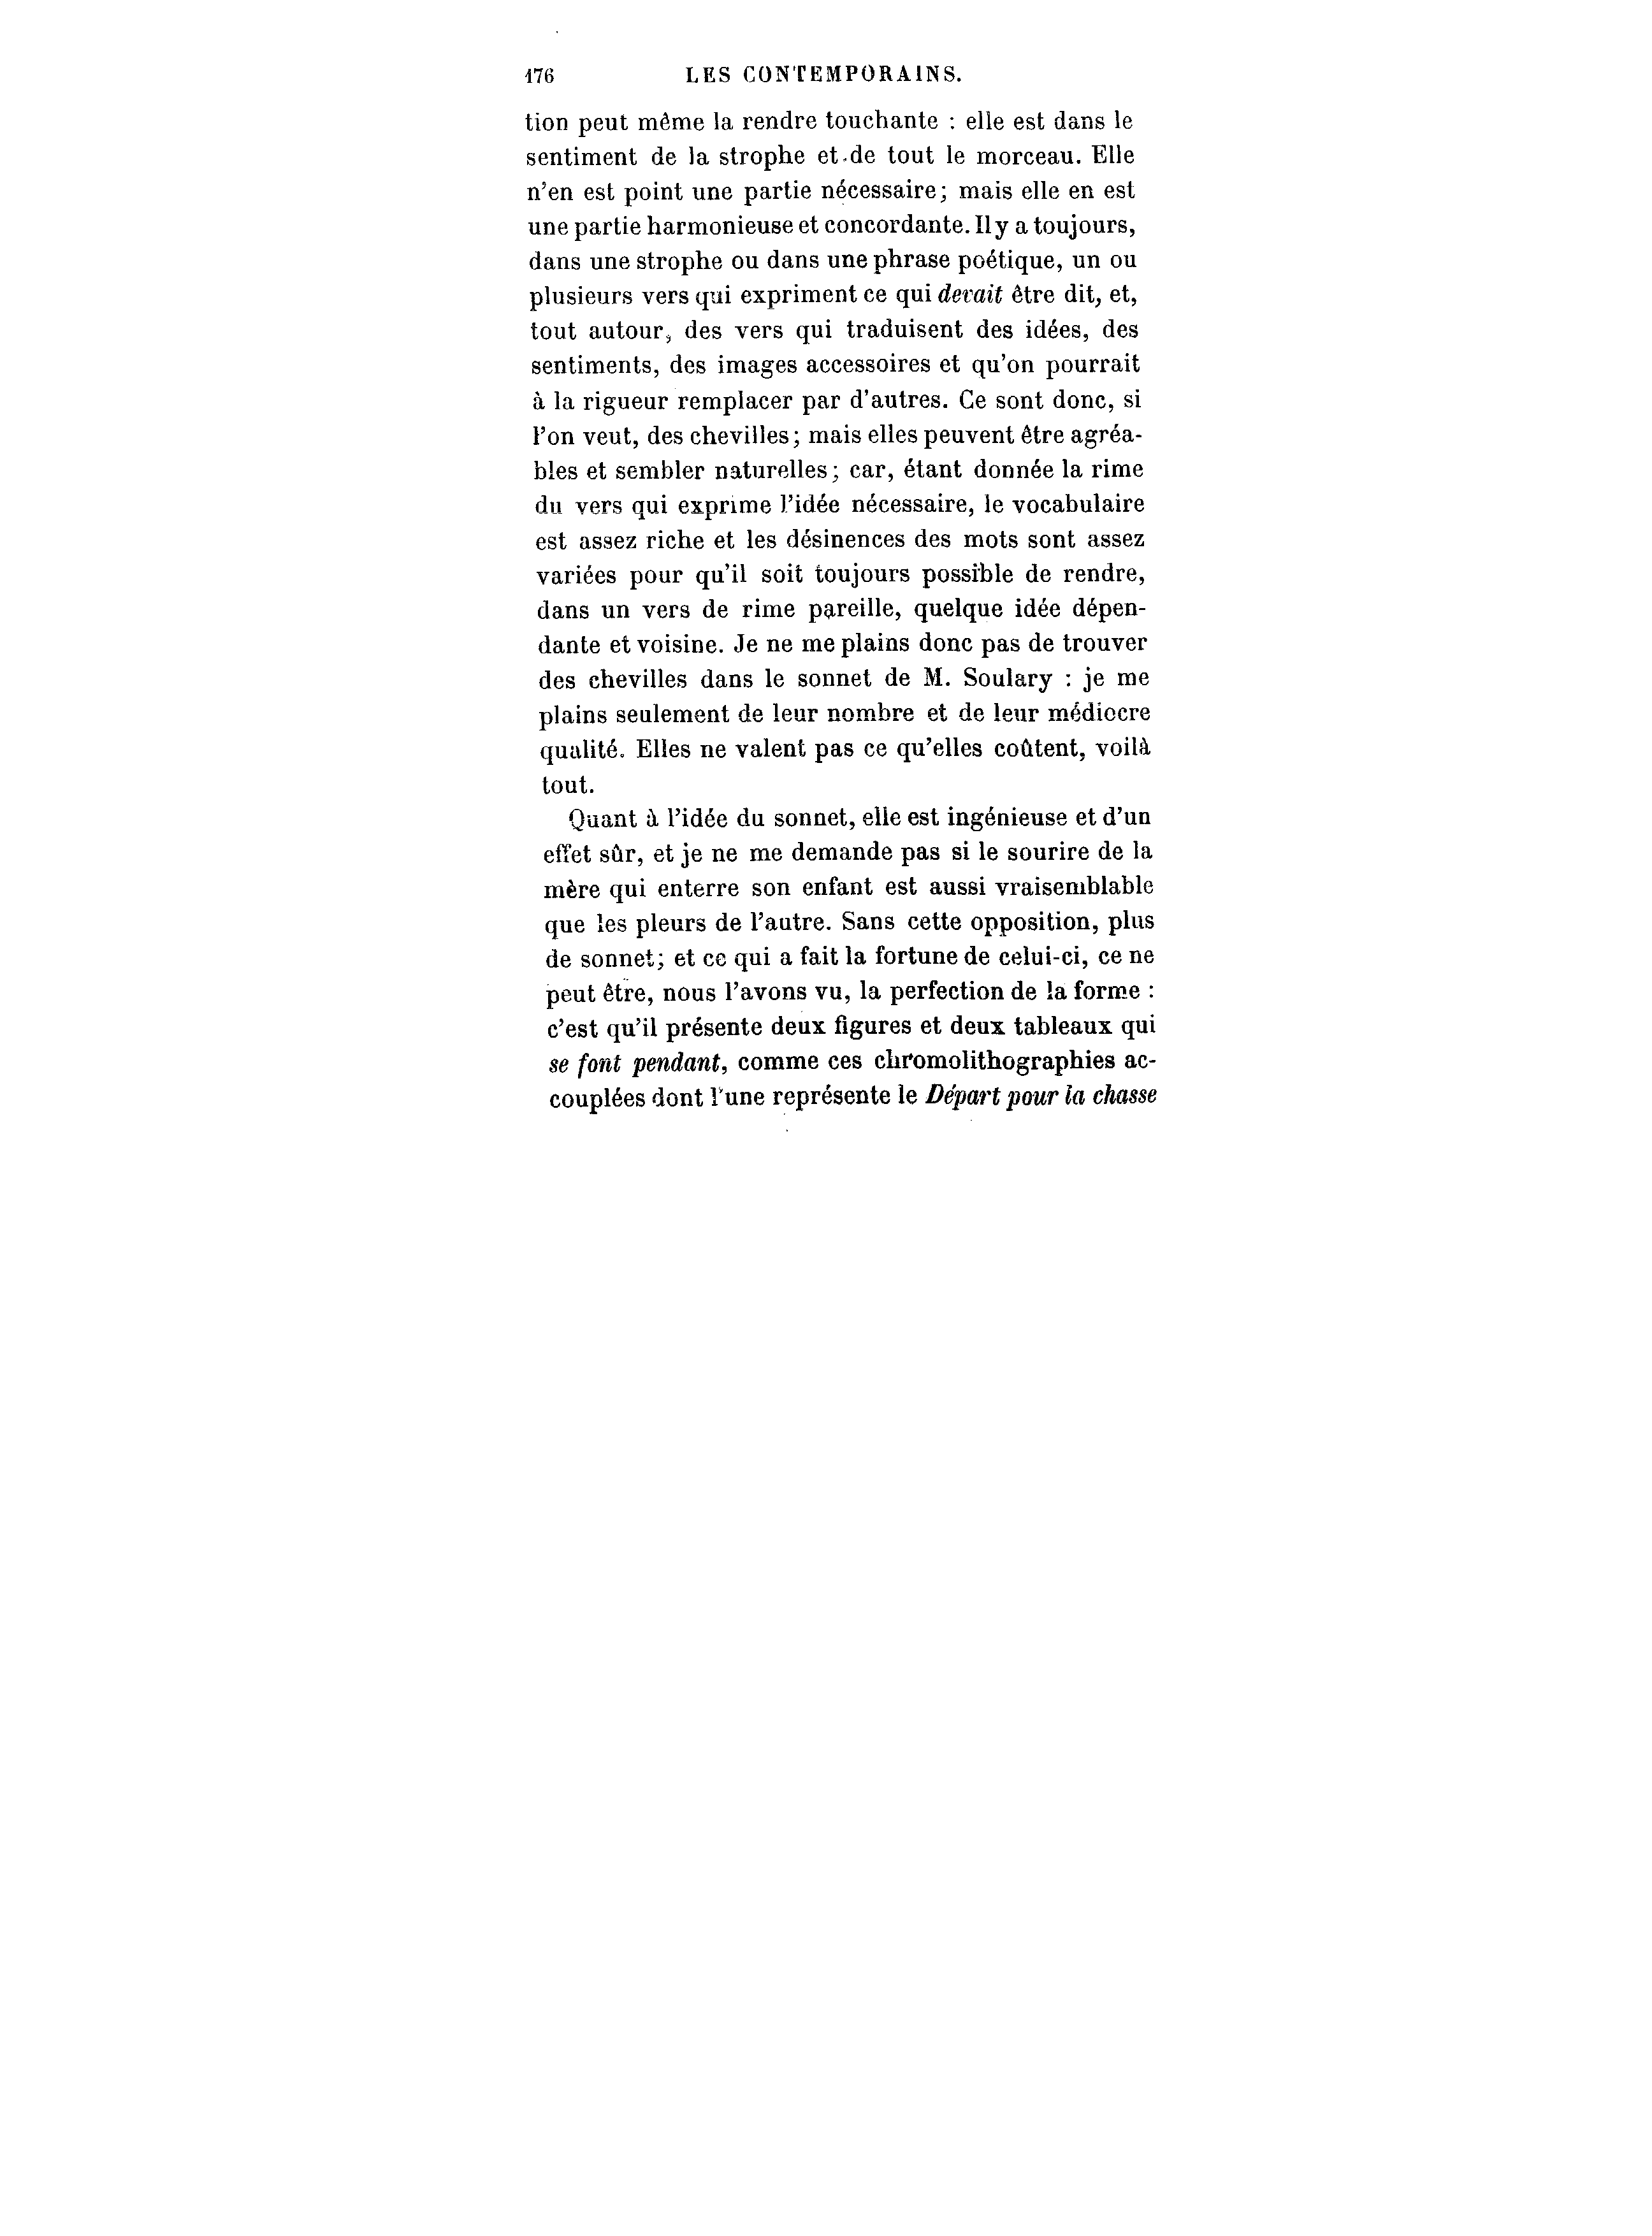 176 LES CONTEMPORAINS.
tion peut même la rendre touchante : elle est dans le
sentiment de la strophe et de tout le morceau. Elle
n'en est point une partie nécessaire; mais elle en est
une partie harmonieuse et concordante. Il y a toujours,
dans une strophe ou dans une phrase poétique, un ou
plusieurs vers qui expriment ce qui devait être dit, et,
tout autour, des vers qui traduisent des idées, des
sentiments, des images accessoires et qu'on pourrait
à la rigueur remplacer par d'autres. Ce sont donc, si
l'on veut, des chevilles; mais elles peuvent être agréa-
bles et sembler naturelles; car, étant donnée la rime
du vers qui exprime l'idée nécessaire, le vocabulaire
est assez riche et les désinences des mots sont assez
variées pour qu'il soit toujours possible de rendre,
dans un vers de rime pareille, quelque idée dépen-
dante et voisine. Je ne me plains donc pas de trouver
des chevilles dans le sonnet de M. Soulary : je me
plains seulement de leur nombre et de leur médiocre
qualité. Elles ne valent pas ce qu'elles coûtent, voilà
tout.
Quant à l'idée du sonnet, elle est ingénieuse et d'un
effet sûr, et je ne me demande pas si le sourire de la
mère qui enterre son enfant est aussi vraisemblable
que les pleurs de l'autre. Sans cette opposition, plus
de sonnet; et ce qui a fait la fortune de celui-ci, ce ne
peut être, nous l'avons vu, la perfection de la forme :
c'est qu'il présente deux figures et deux tableaux qui
se font pendant, comme ces chromolithographies ac-
couplées dont l'une représente le Départ pour la chasse